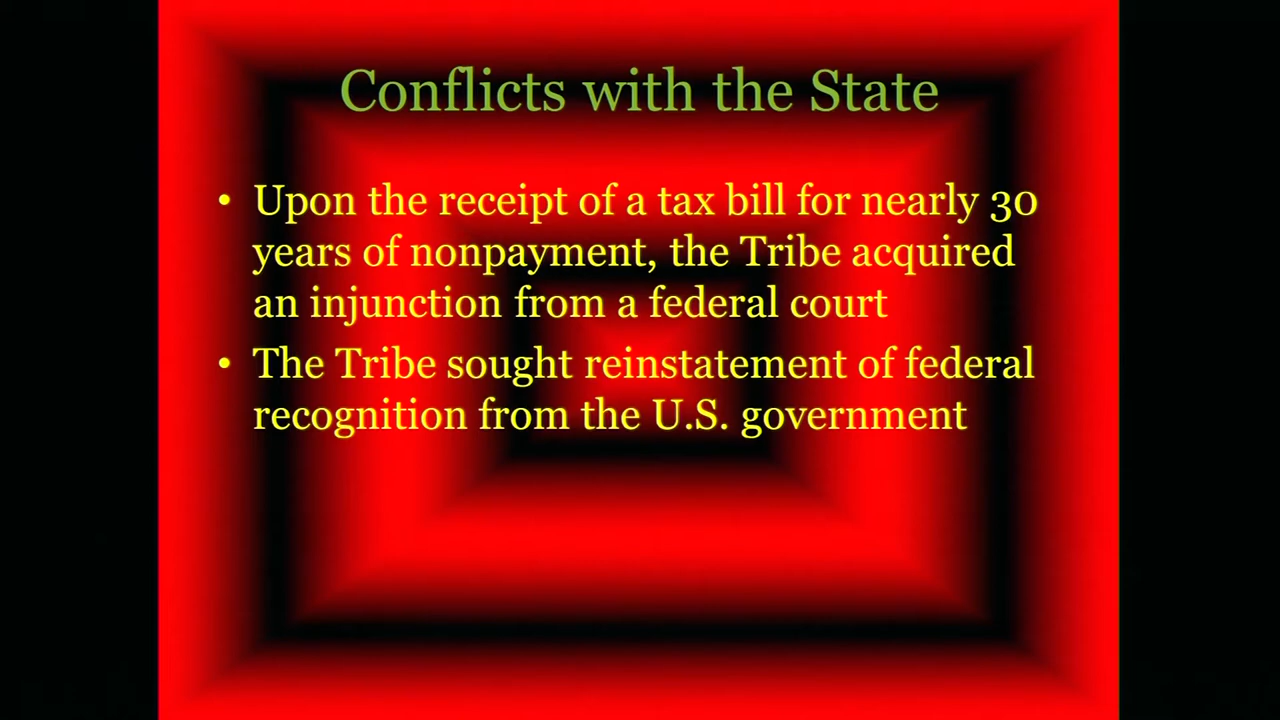 Conflicts with the State
• Upon the receipt of a tax bill for nearly 30
years of nonpayment, the Tribe acquired
an injunction from a federal court
• The Tribe sought reinstatement of federal
recognition from the U.S. government